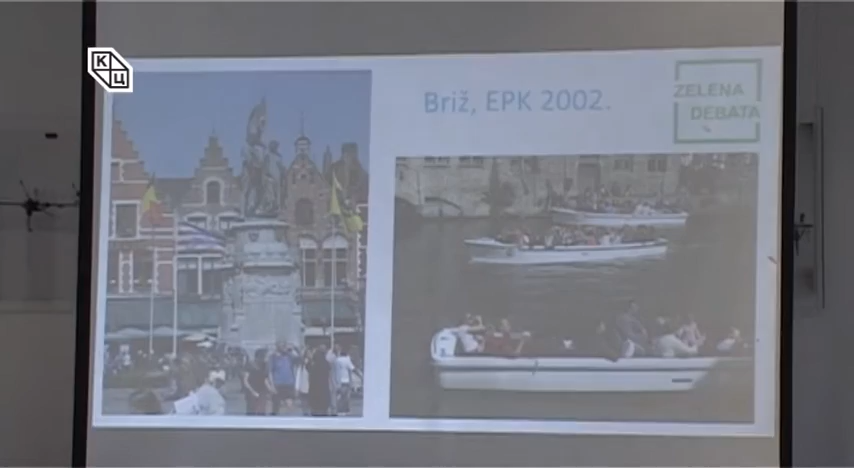 КЦ
Briž, EPK 2002.
ZELENA
DEBATA